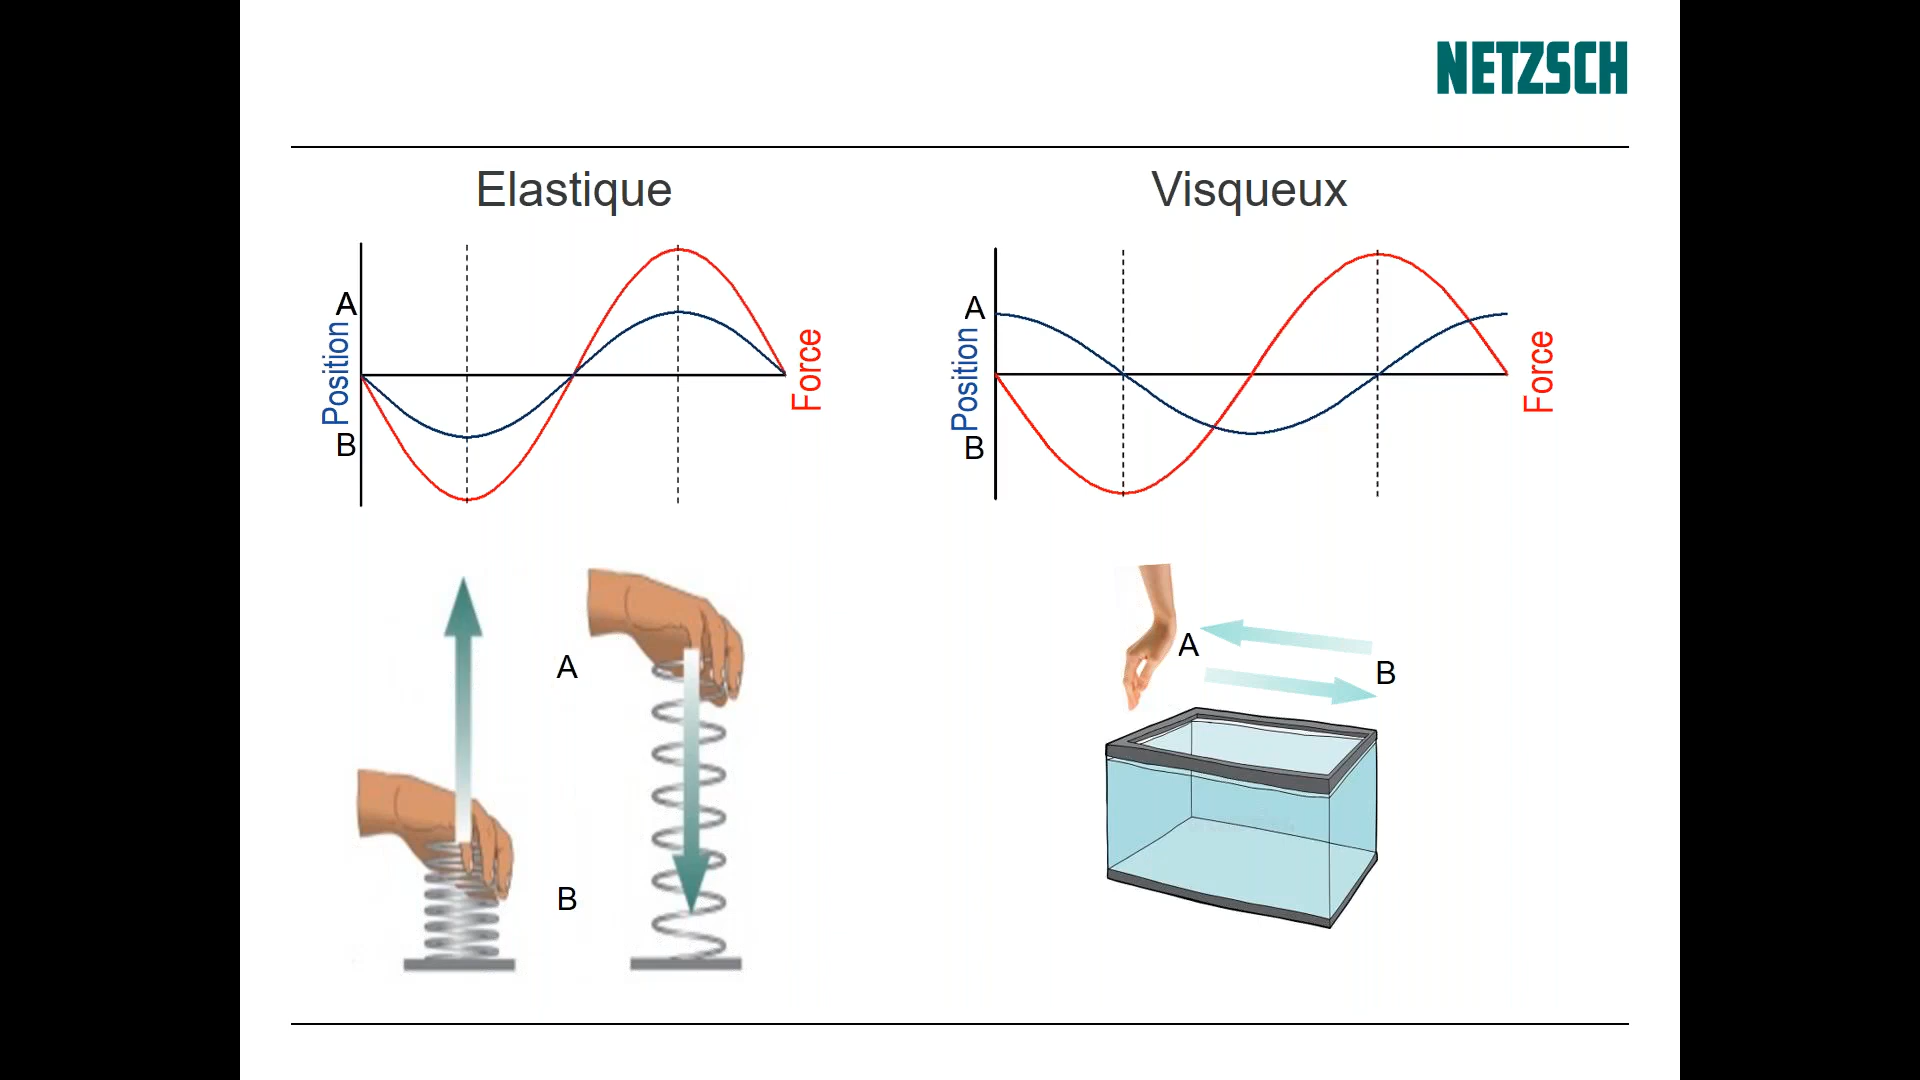 NETZSCH
Elastique
A
Position
B
Force
Visqueux
A
Position
B
Force
A
B
A
B